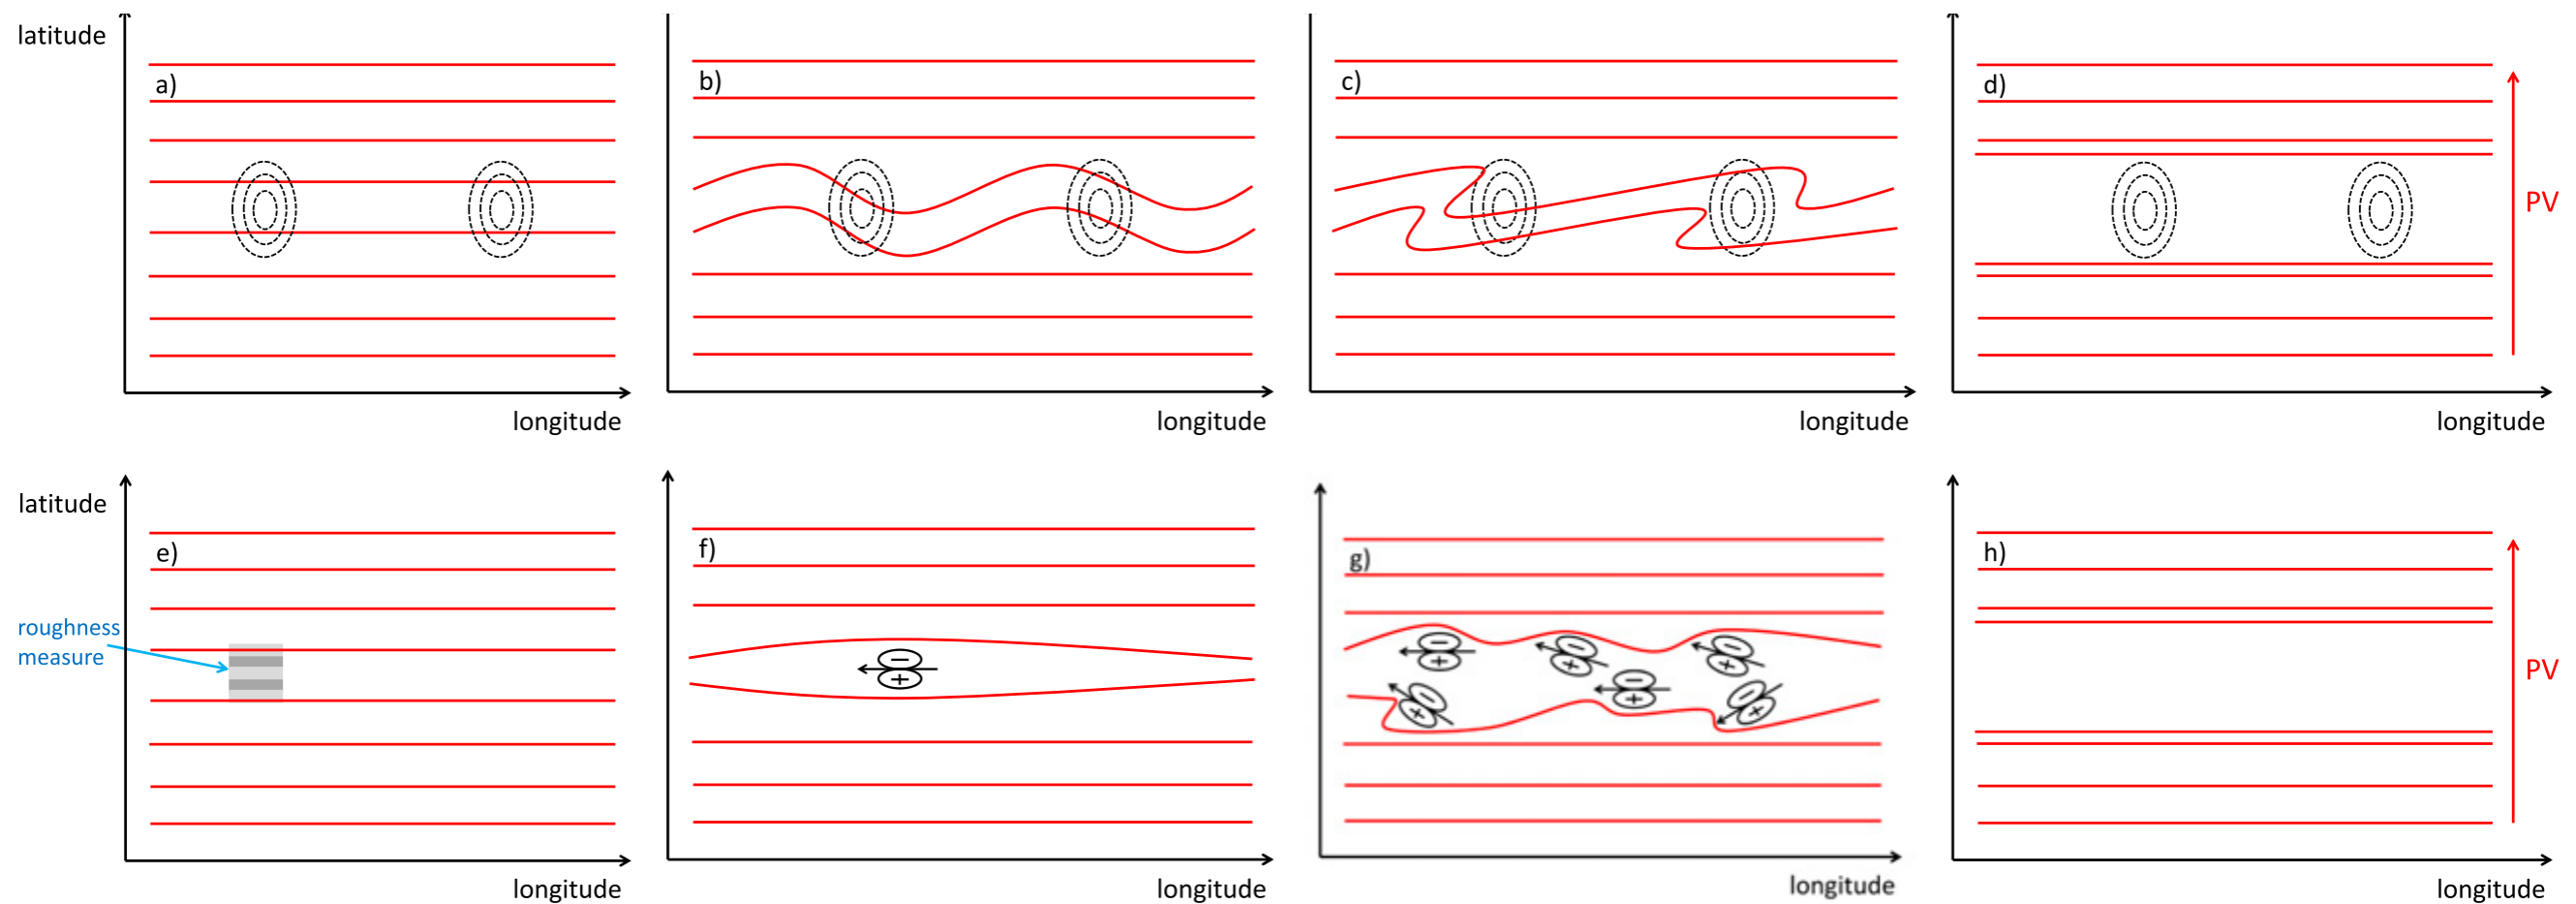 latitude
a)
b)
c)
d)
PV
longitude
longitude
longitude
longitude
latitude
e)
f)
g)
h)
roughness
measure
−
+
−
+
−
+
−
+
−
+
−
+
−
+
PV
longitude
longitude
longitude
longitude